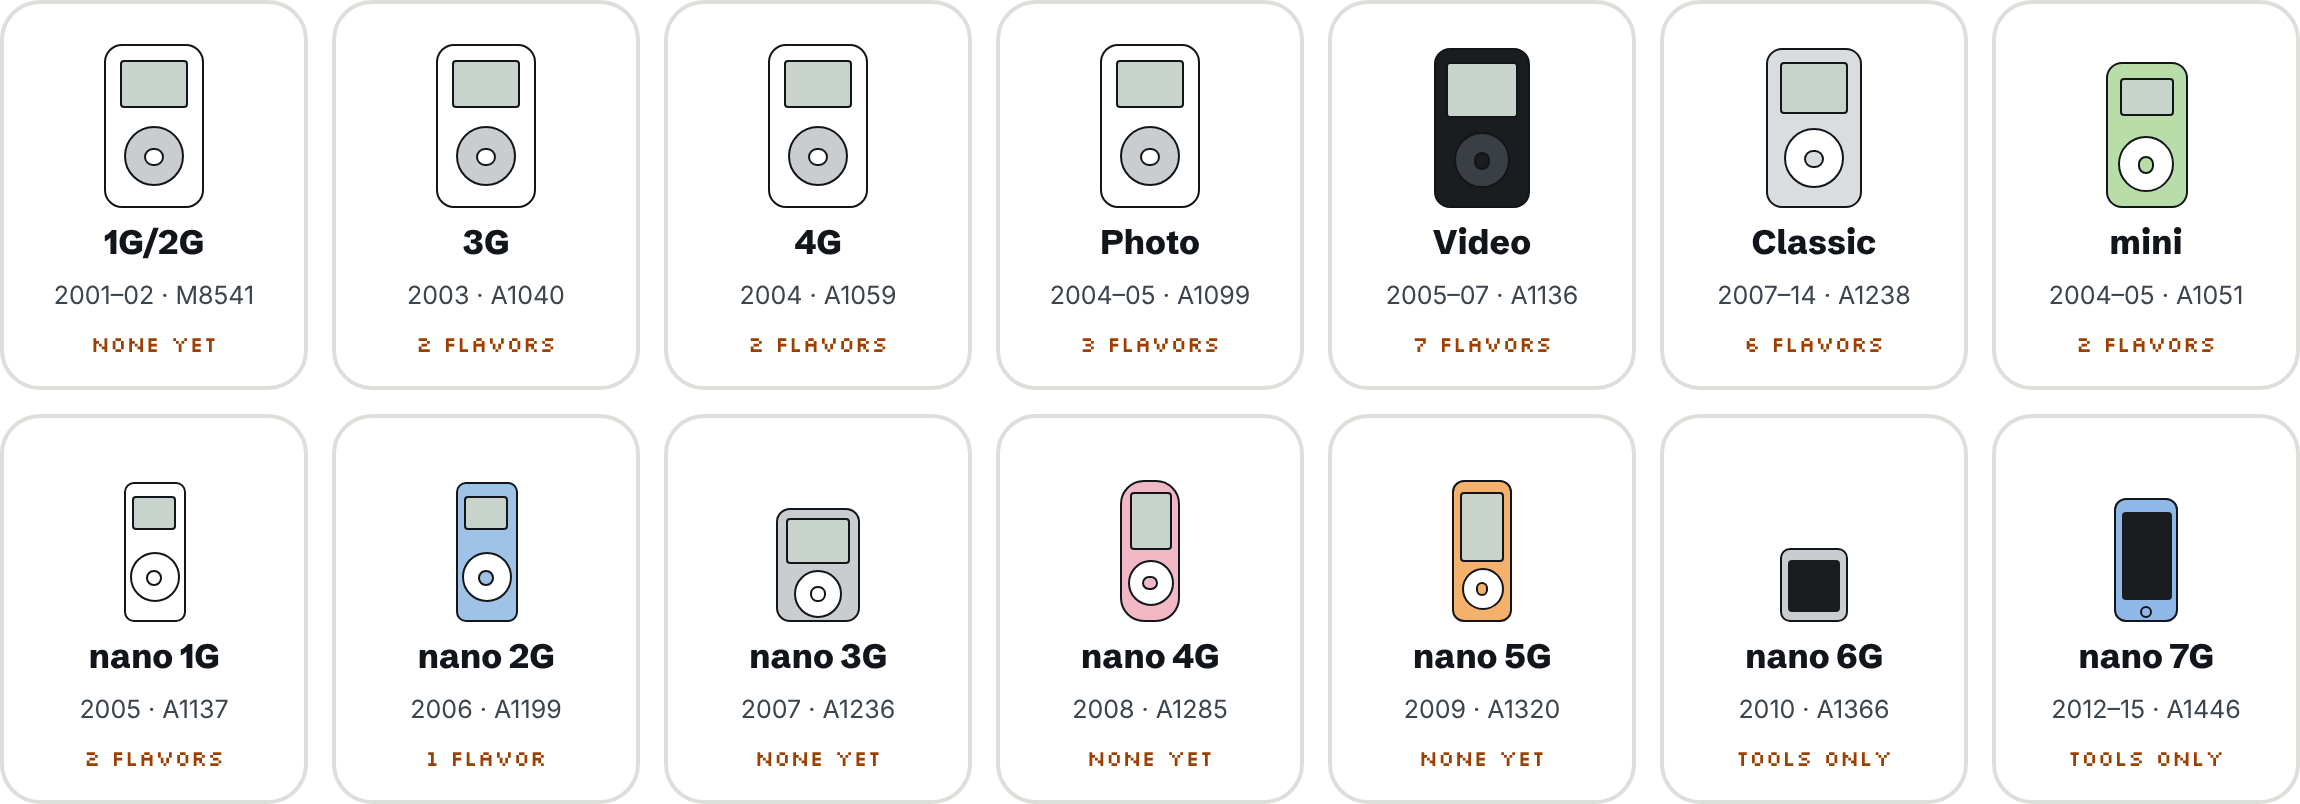 1G/2G
2001–02 · M8541
NONE YET
3G
2003 · A1040
2 FLAVORS
4G
2004 · A1059
2 FLAVORS
Photo
2004–05 · A1099
3 FLAVORS
Video
2005–07 · A1136
7 FLAVORS
Classic
2007–14 · A1238
6 FLAVORS
mini
2004–05 · A1051
2 FLAVORS
nano 1G
2005 · A1137
2 FLAVORS
nano 2G
2006 · A1199
1 FLAVOR
nano 3G
2007 · A1236
NONE YET
nano 4G
2008 · A1285
NONE YET
nano 5G
2009 · A1320
NONE YET
nano 6G
2010 · A1366
TOOLS ONLY
nano 7G
2012–15 · A1446
TOOLS ONLY